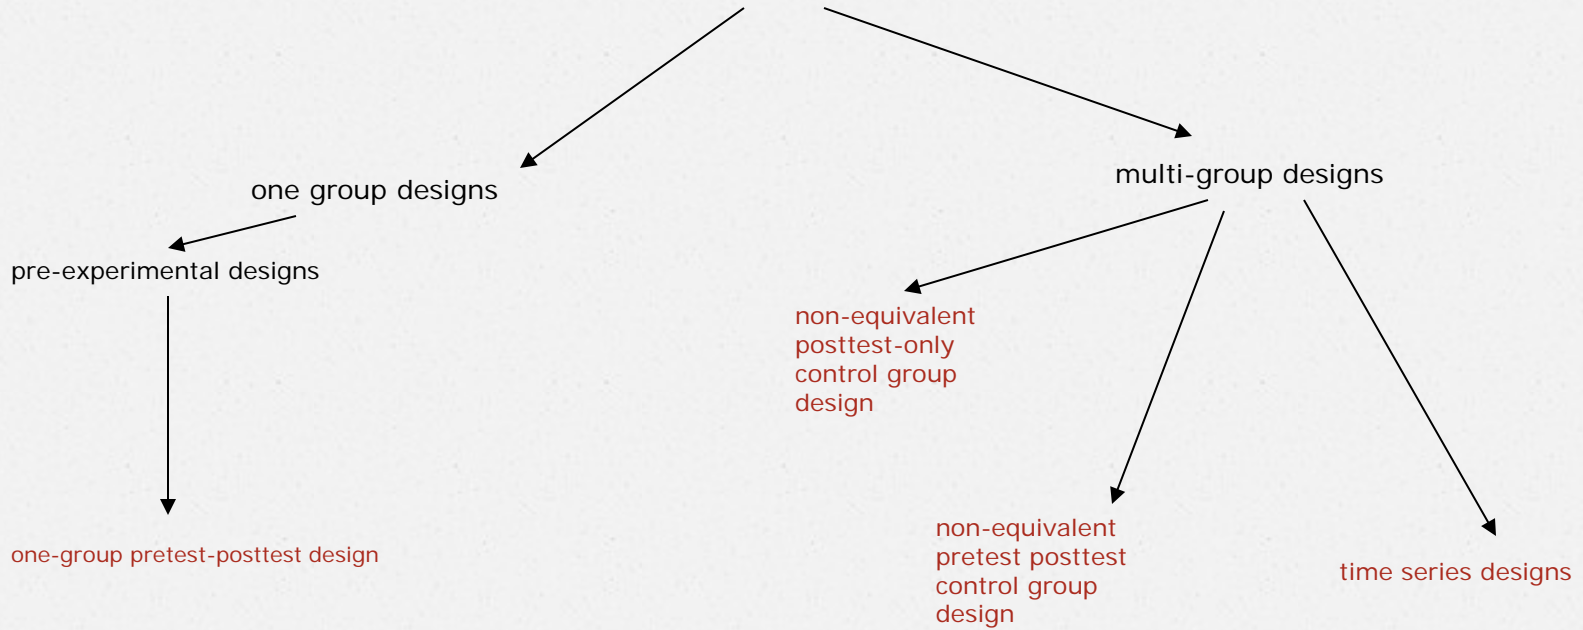 one group designs
multi-group designs
pre-experimental designs
non-equivalent
posttest-only
control group
design
one-group pretest-posttest design
non-equivalent
pretest posttest
control group
design
time series designs